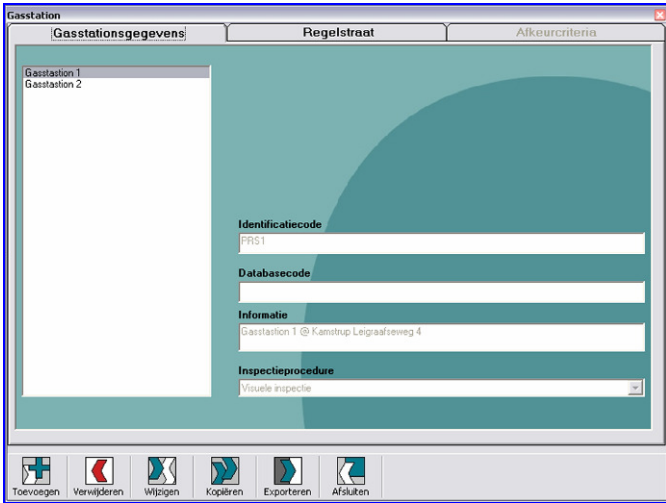 Gasstation
Gasstationsgegevens
Regelstraat
Afkeurcriteria
Gasstastion 1
Gasstastion 2
Identificatiecode
PRS1
Databasecode
Informatie
Gasstastion 1 @ Kamstrup Leigraafseweg 4
Inspectieprocedure
Visuele inspectie
Toevoegen Verwijderen Wijzigen Kopiëren Exporteren Afsluiten